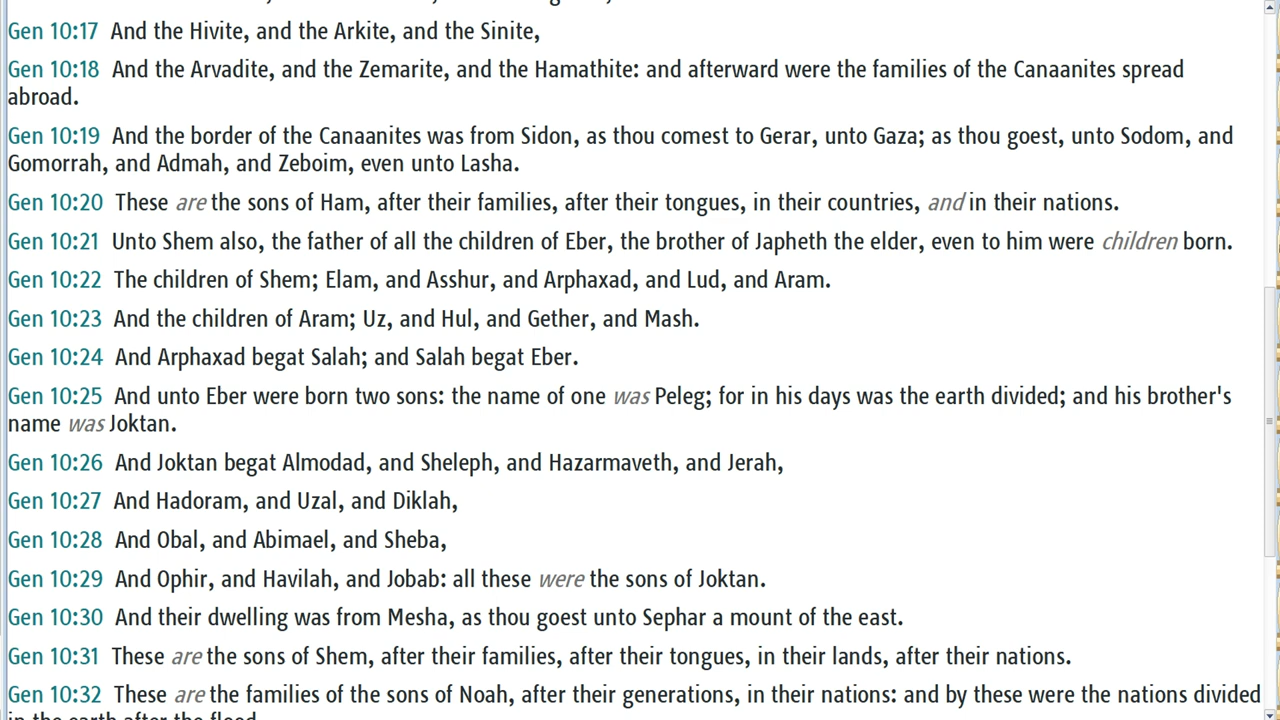 Gen 10:17 And the Hivite, and the Arkite, and the Sinite,
Gen 10:18 And the Arvadite, and the Zemarite, and the Hamathite: and afterward were the families of the Canaanites spread
abroad.
Gen 10:19 And the border of the Canaanites was from Sidon, as thou comest to Gerar, unto Gaza; as thou goest, unto Sodom, and
Gomorrah, and Admah, and Zeboim, even unto Lasha.
Gen 10:20 These are the sons of Ham, after their families, after their tongues, in their countries, and in their nations.
Gen 10:21 Unto Shem also, the father of all the children of Eber, the brother of Japheth the elder, even to him were children born.
Gen 10:22 The children of Shem; Elam, and Asshur, and Arphaxad, and Lud, and Aram.
Gen 10:23 And the children of Aram; Uz, and Hul, and Gether, and Mash.
Gen 10:24 And Arphaxad begat Salah; and Salah begat Eber.
Gen 10:25 And unto Eber were born two sons: the name of one was Peleg; for in his days was the earth divided; and his brother's
name was Joktan.
Gen 10:26 And Joktan begat Almodad, and Sheleph, and Hazarmaveth, and Jerah,
Gen 10:27 And Hadoram, and Uzal, and Diklah,
Gen 10:28 And Obal, and Abimael, and Sheba,
Gen 10:29 And Ophir, and Havilah, and Jobab: all these were the sons of Joktan.
Gen 10:30 And their dwelling was from Mesha, as thou goest unto Sephar a mount of the east.
Gen 10:31 These are the sons of Shem, after their families, after their tongues, in their lands, after their nations.
Gen 10:32 These are the families of the sons of Noah, after their generations, in their nations: and by these were the nations divided
in the earth after the flood